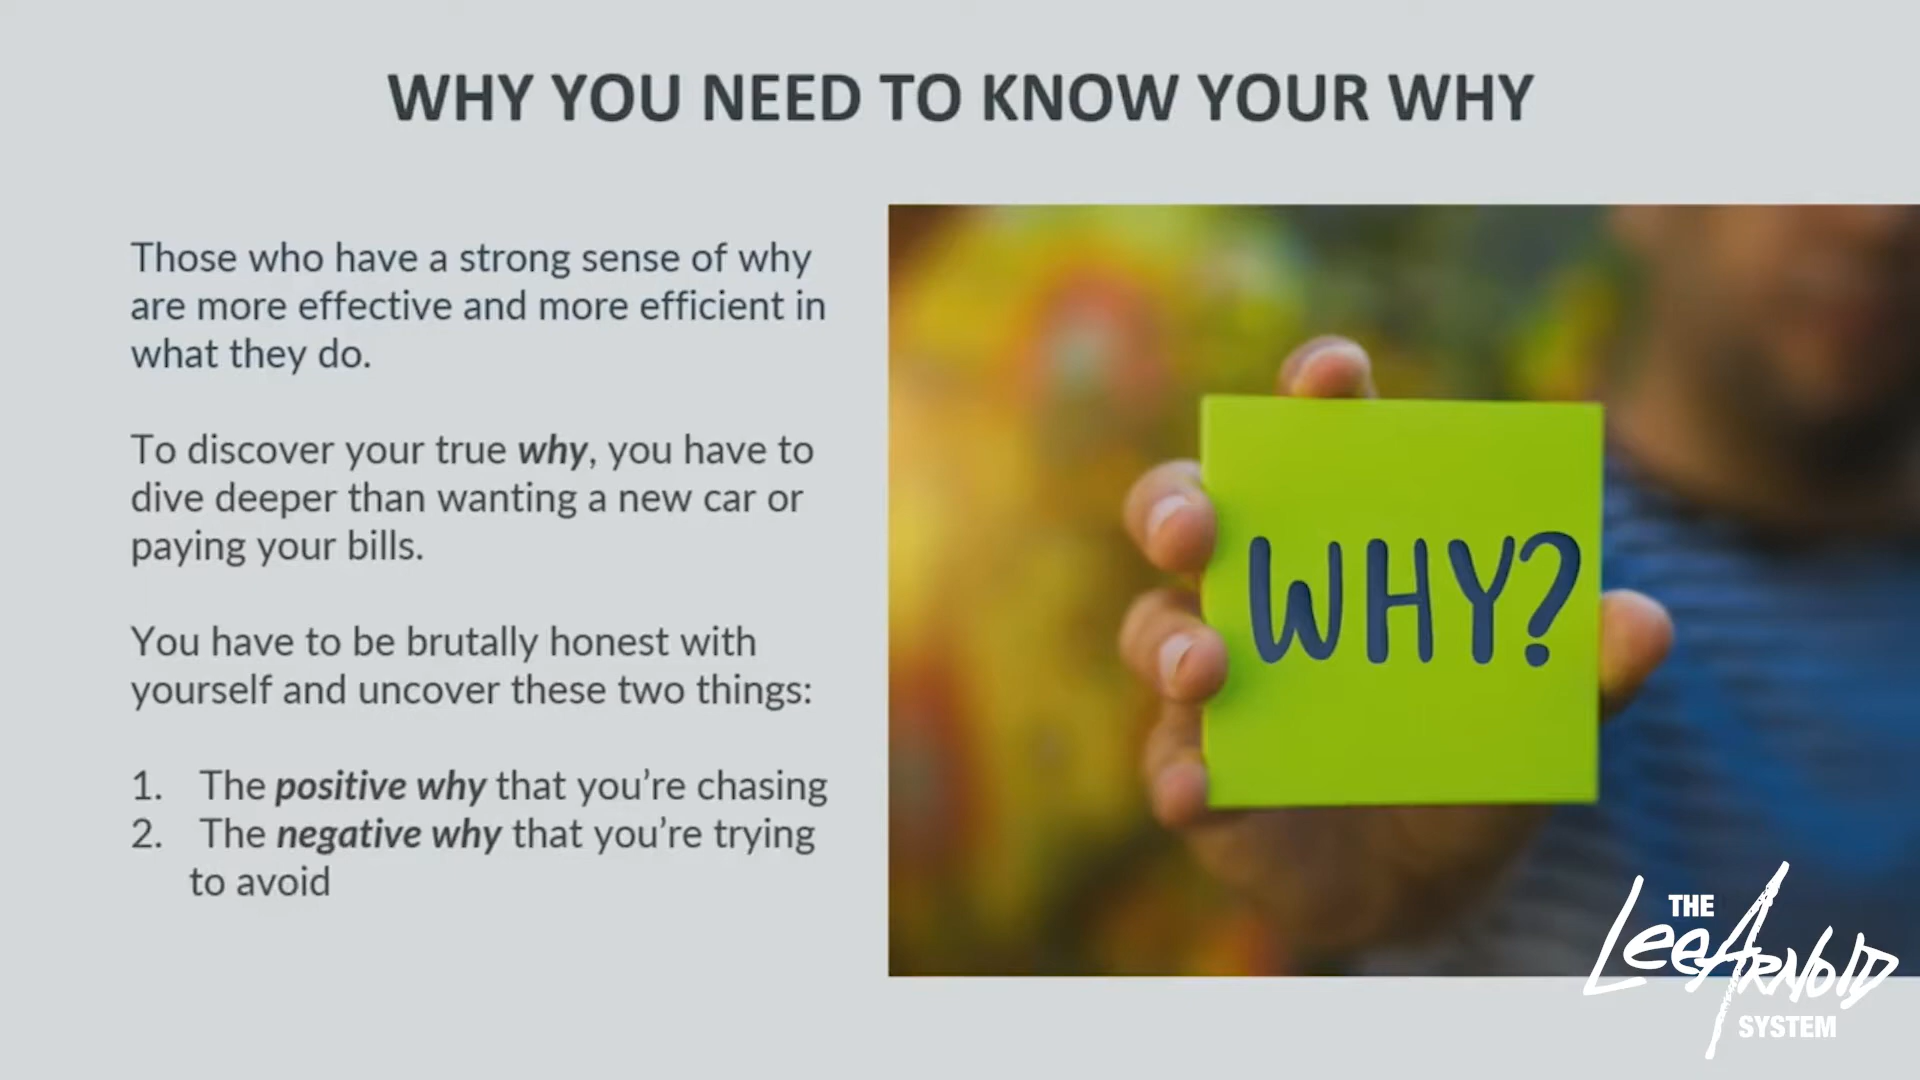 WHY YOU NEED TO KNOW YOUR WHY
Those who have a strong sense of why
are more effective and more efficient in
what they do.
To discover your true why, you have to
dive deeper than wanting a new car or
paying your bills.
You have to be brutally honest with
yourself and uncover these two things:
1. The positive why that you’re chasing
2. The negative why that you’re trying
to avoid
WHY?
THE
LeeArnold
SYSTEM